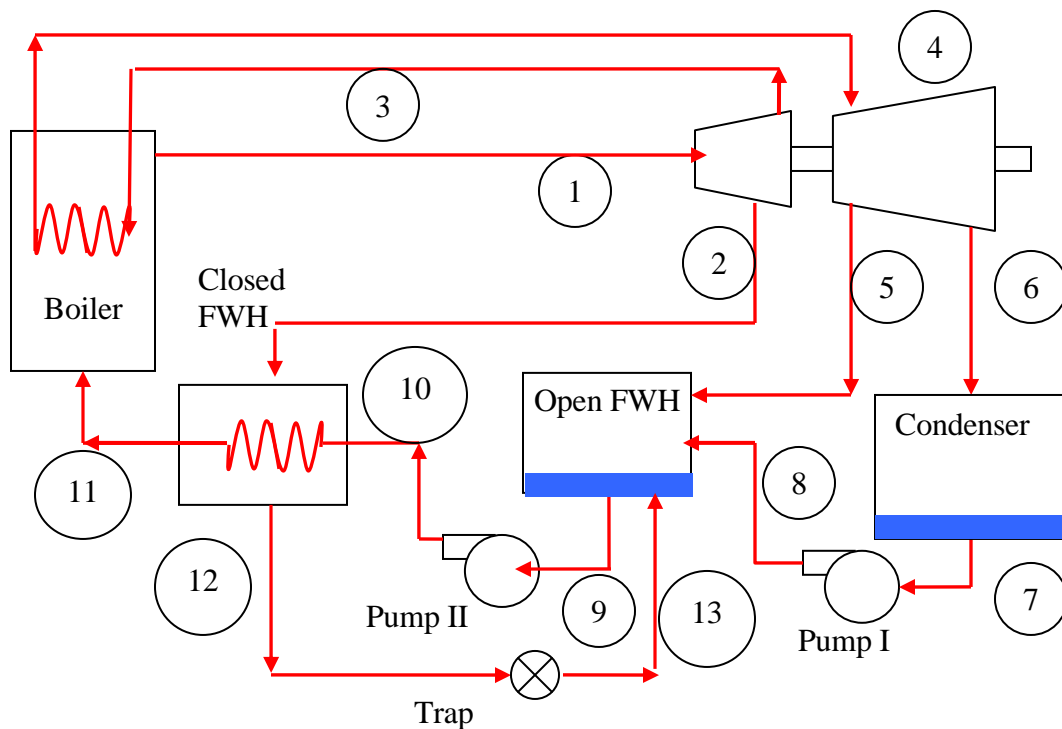 4
3
1
2
5
6
Closed
FWH
Boiler
10
Open FWH
Condenser
11
8
12
9
13
7
Pump II
Pump I
Trap